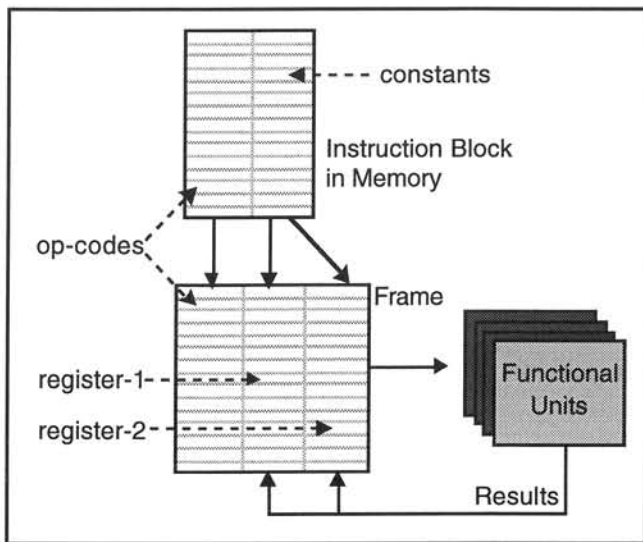 constants
Instruction Block
in Memory
op-codes
Frame
register-1
register-2
Functional
Units
Results